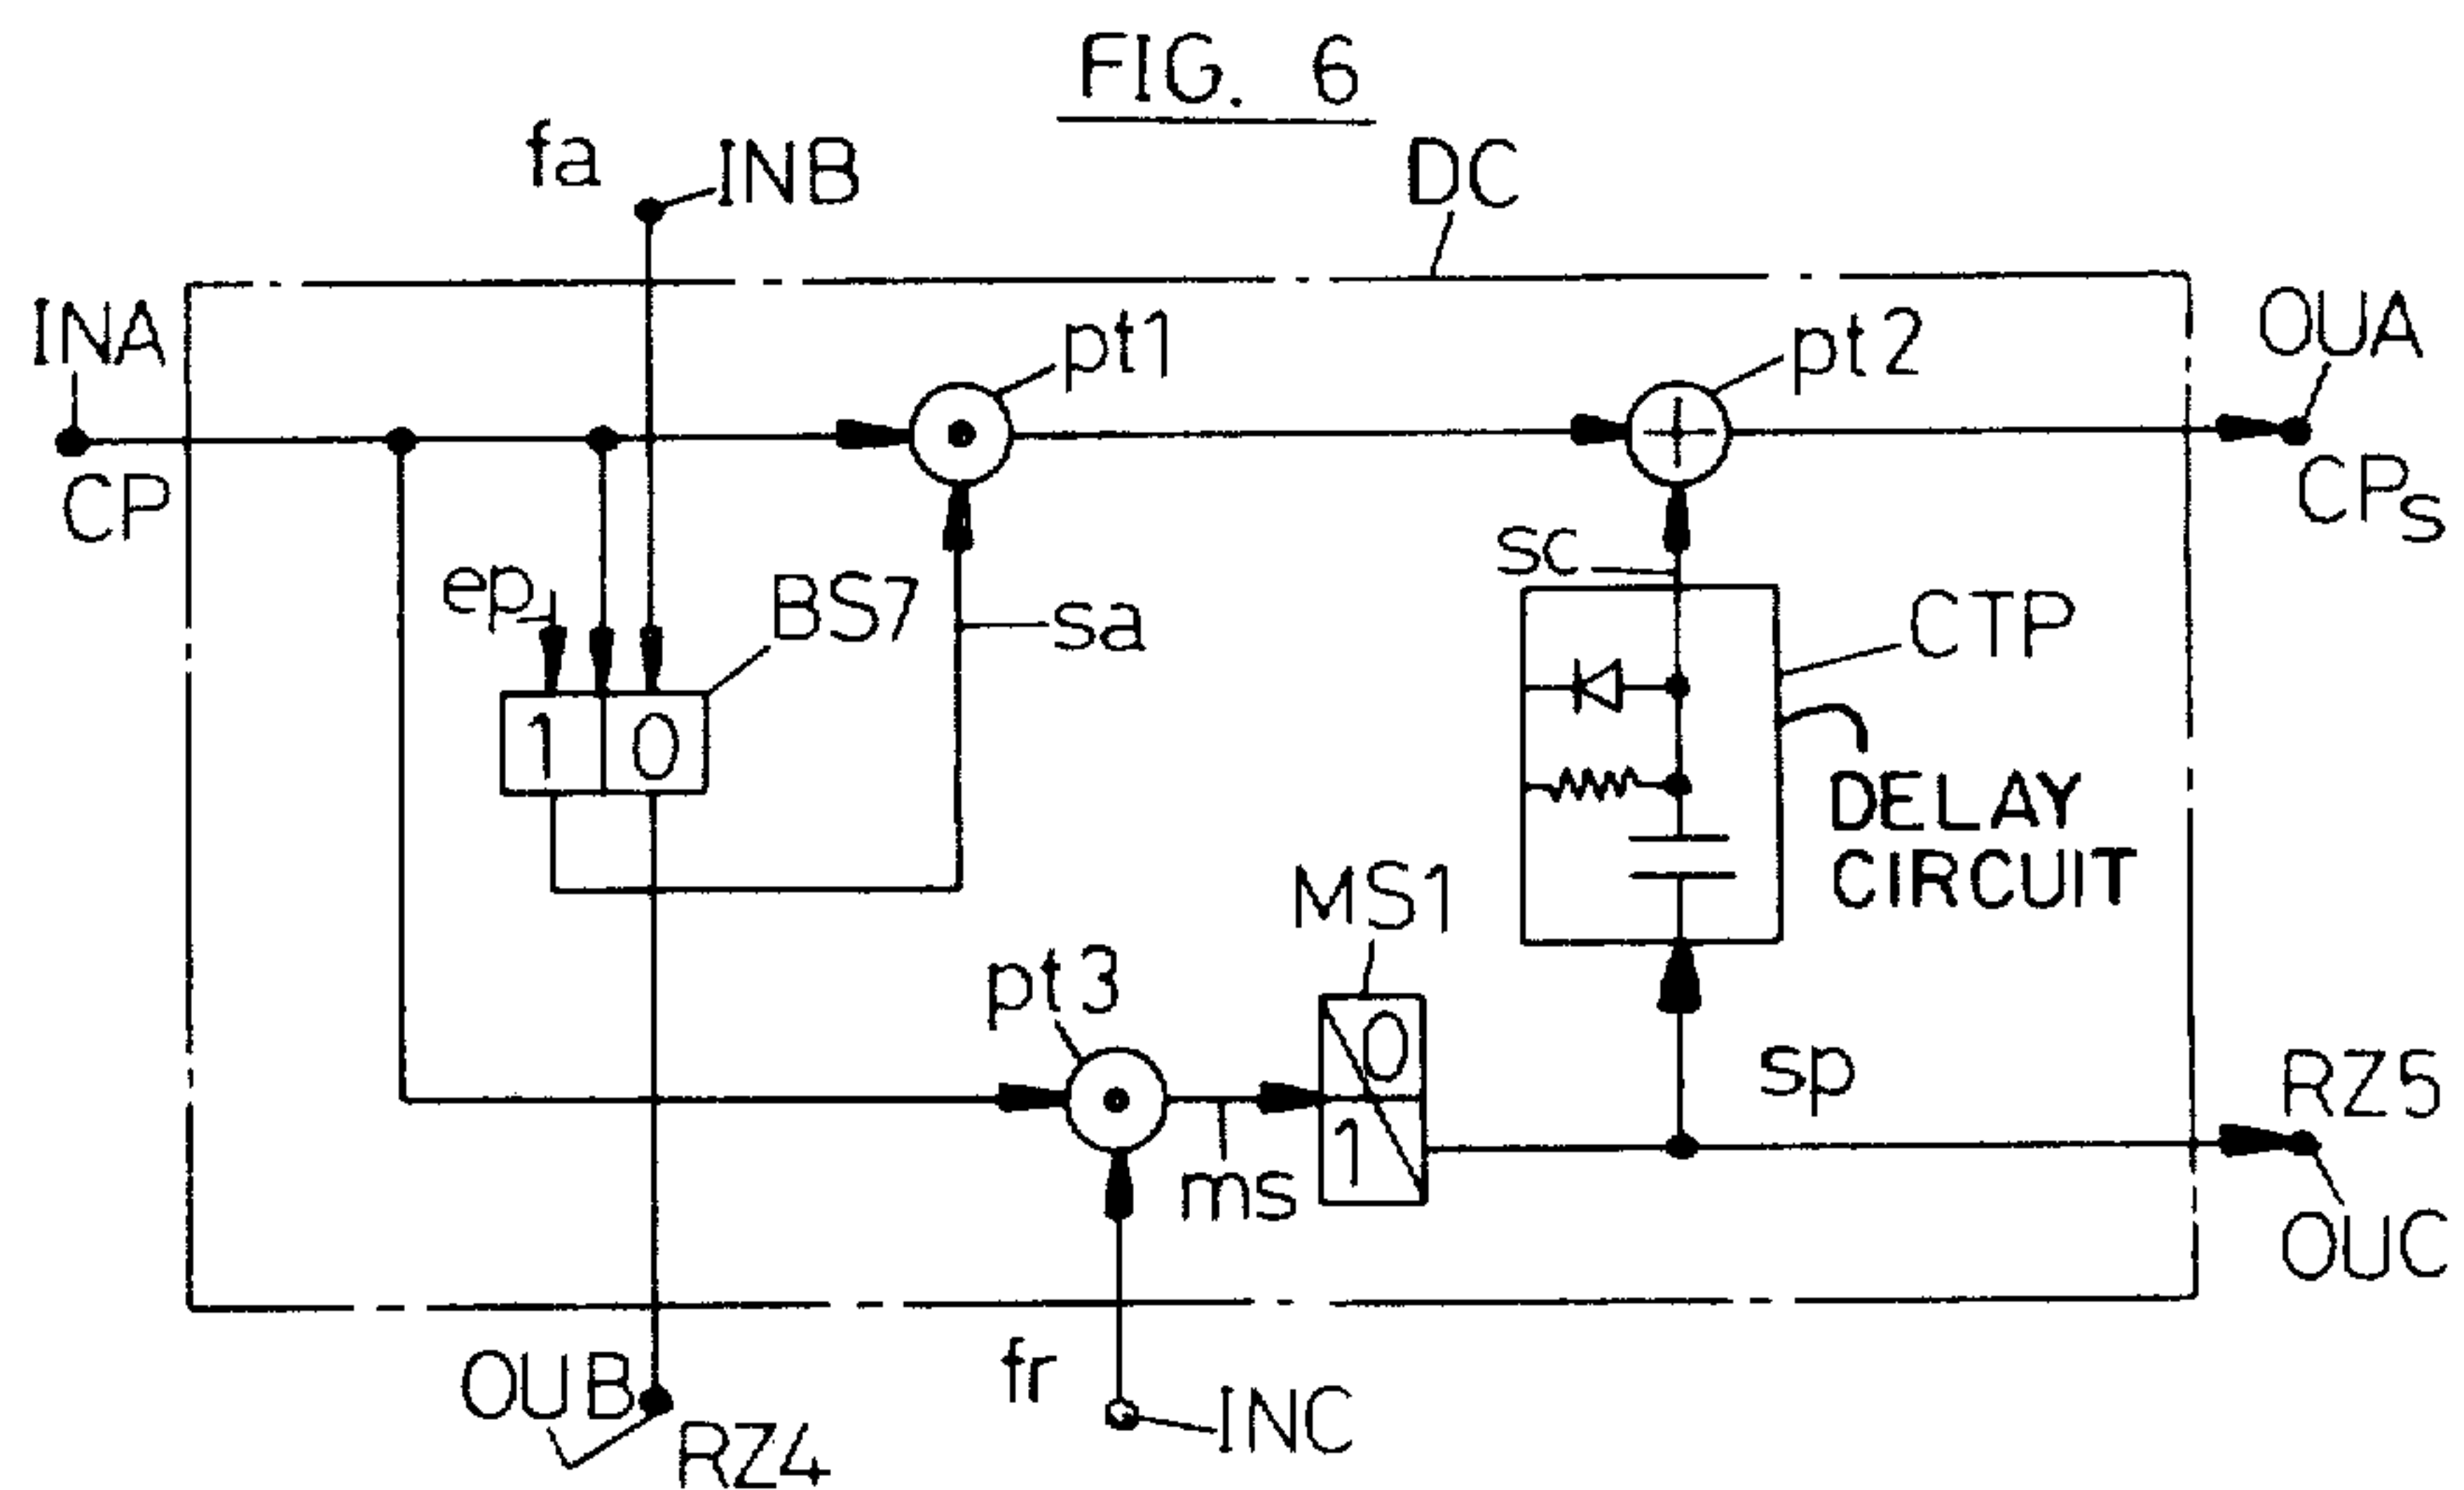 FIG. 6
fa
INB
DC
INA
pt1
pt2
OUA
CP
CPs
ep
BS7
sa
sc
CTP
1 0
DELAY
CIRCUIT
MS1
pt3
0
1
sp
RZ5
ms
OUC
fr
OUB
INC
RZ4